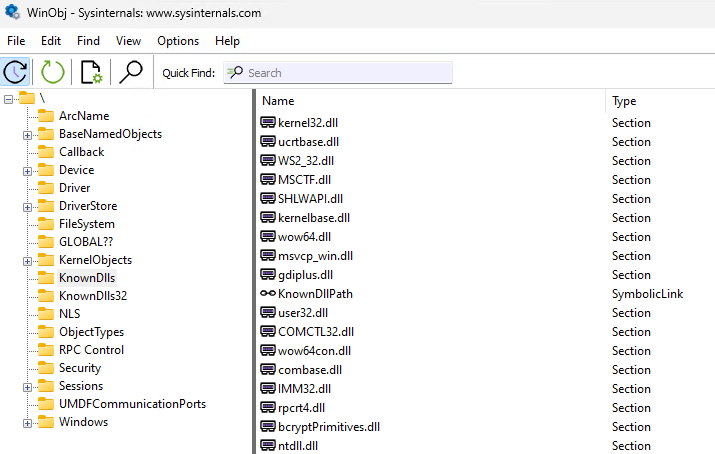 WinObj - Sysinternals: www.sysinternals.com
File Edit Find View Options Help
Quick Find: Search
\
ArcName
BaseNamedObjects
Callback
Device
Driver
DriverStore
FileSystem
GLOBAL??
KernelObjects
KnownDlls
KnownDlls32
NLS
ObjectTypes
RPC Control
Security
Sessions
UMDFCommunicationPorts
Windows
Name Type
kernel32.dll Section
ucrtbase.dll Section
WS2_32.dll Section
MSCTF.dll Section
SHLWAPI.dll Section
kernelbase.dll Section
wow64.dll Section
msvcp_win.dll Section
gdiplus.dll Section
KnownDllPath SymbolicLink
user32.dll Section
COMCTL32.dll Section
wow64con.dll Section
combase.dll Section
IMM32.dll Section
rpcrt4.dll Section
bcryptPrimitives.dll Section
ntdll.dll Section